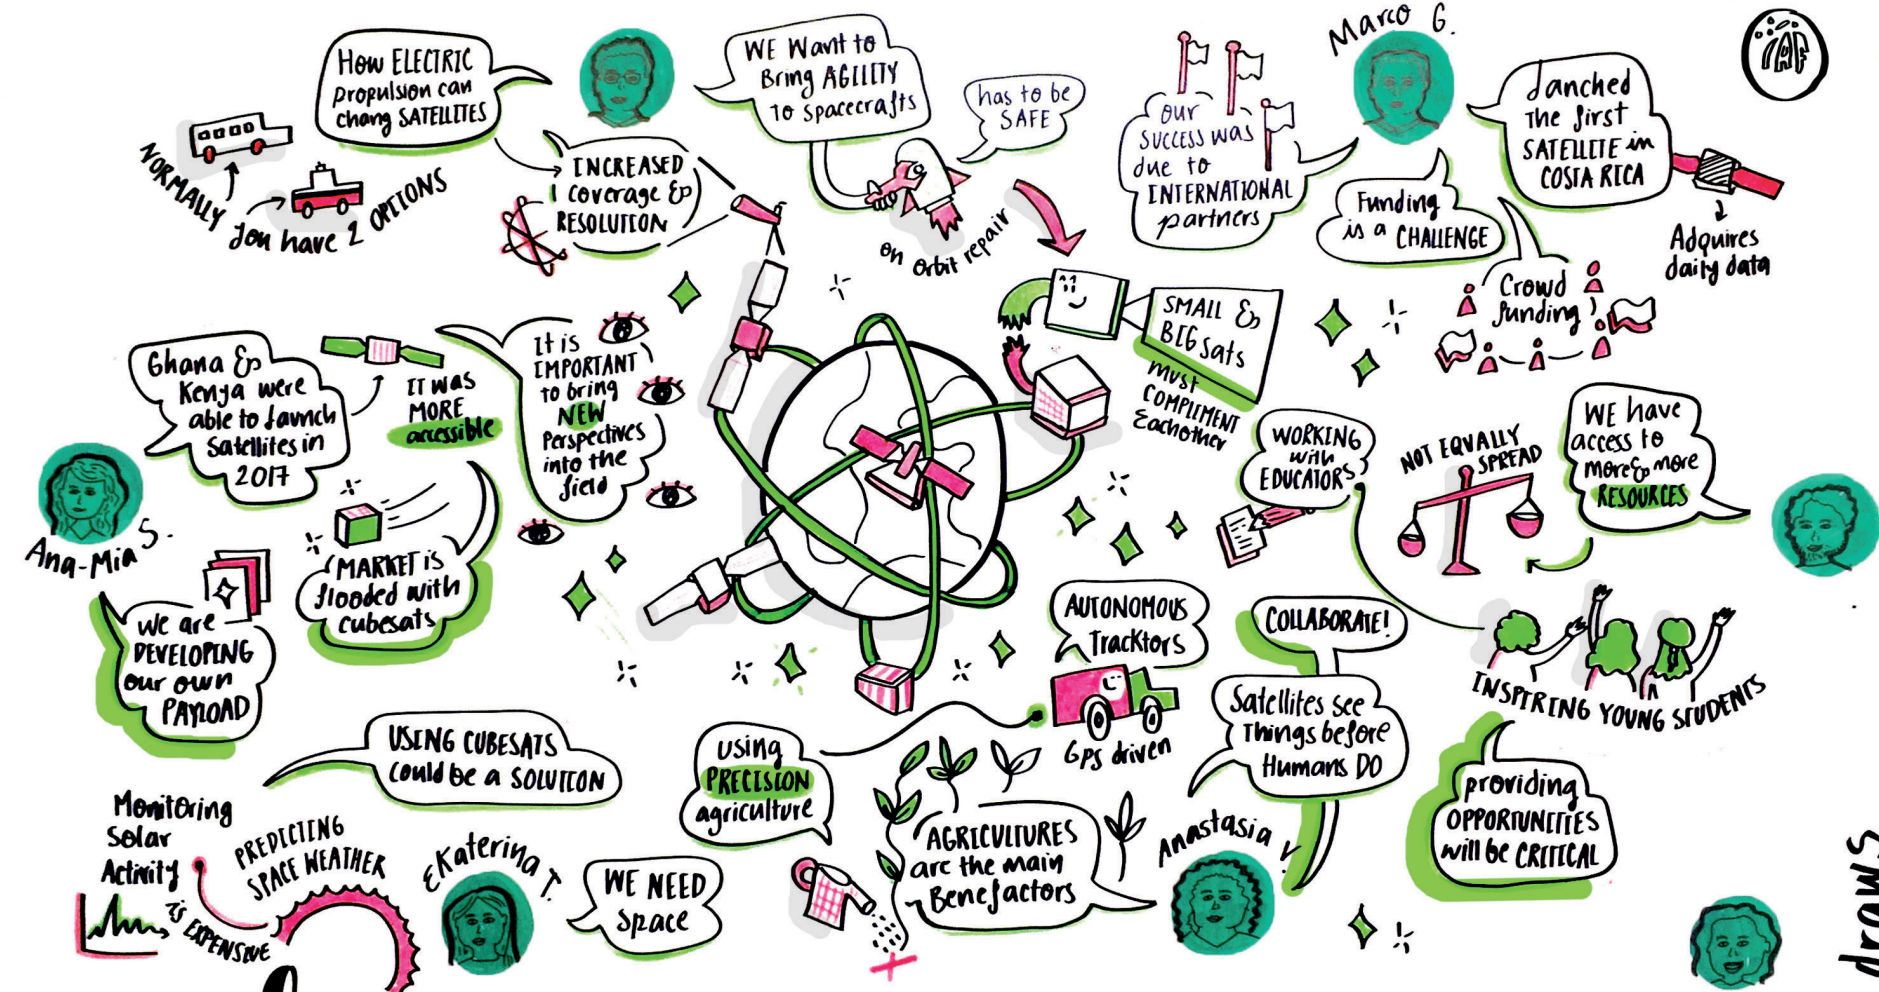 How ELECTRIC
propulsion can
chang SATELLITES
NORMALLY
you have 2 OPTIONS
INCREASED
coverage &
RESOLUTION
WE Want to
Bring AGILITY
To spacecrafts
has to be
SAFE
on orbit repair
Marco G.
our
SUCCESS was
due to
INTERNATIONAL
partners
Funding
is a CHALLENGE
Lanched
The first
SATELLITE in
COSTA RICA
Adquires
daily data
Crowd
funding
IAF
SMALL &
BIG sats
must
COMPLEMENT
Eachother
Ghana &
Kenya were
able to launch
Satellites in
2017
IT WAS
MORE
accessible
It is
IMPORTANT
to bring
NEW
Perspectives
into the
field
Ana-Mia S.
MARKET is
flooded with
cubesats
We are
DEVELOPING
our own
PAYLOAD
WORKING
with
EDUCATORS
NOT EQUALLY
SPREAD
WE have
access to
more & more
RESOURCES
INSPIRING YOUNG STUDENTS
AUTONOMOUS
Tracktors
GPS driven
COLLABORATE!
Satellites see
Things before
Humans DO
USING CUBESATS
could be a SOLUTION
using
PRECISION
agriculture
AGRICULTURES
are the main
Benefactors
Anastasia V.
providing
OPPORTUNITIES
will be CRITICAL
Monitoring
Solar
Activity
is EXPENSIVE
PREDICTING
SPACE WEATHER
Ekaterina T.
WE NEED
Space
draws